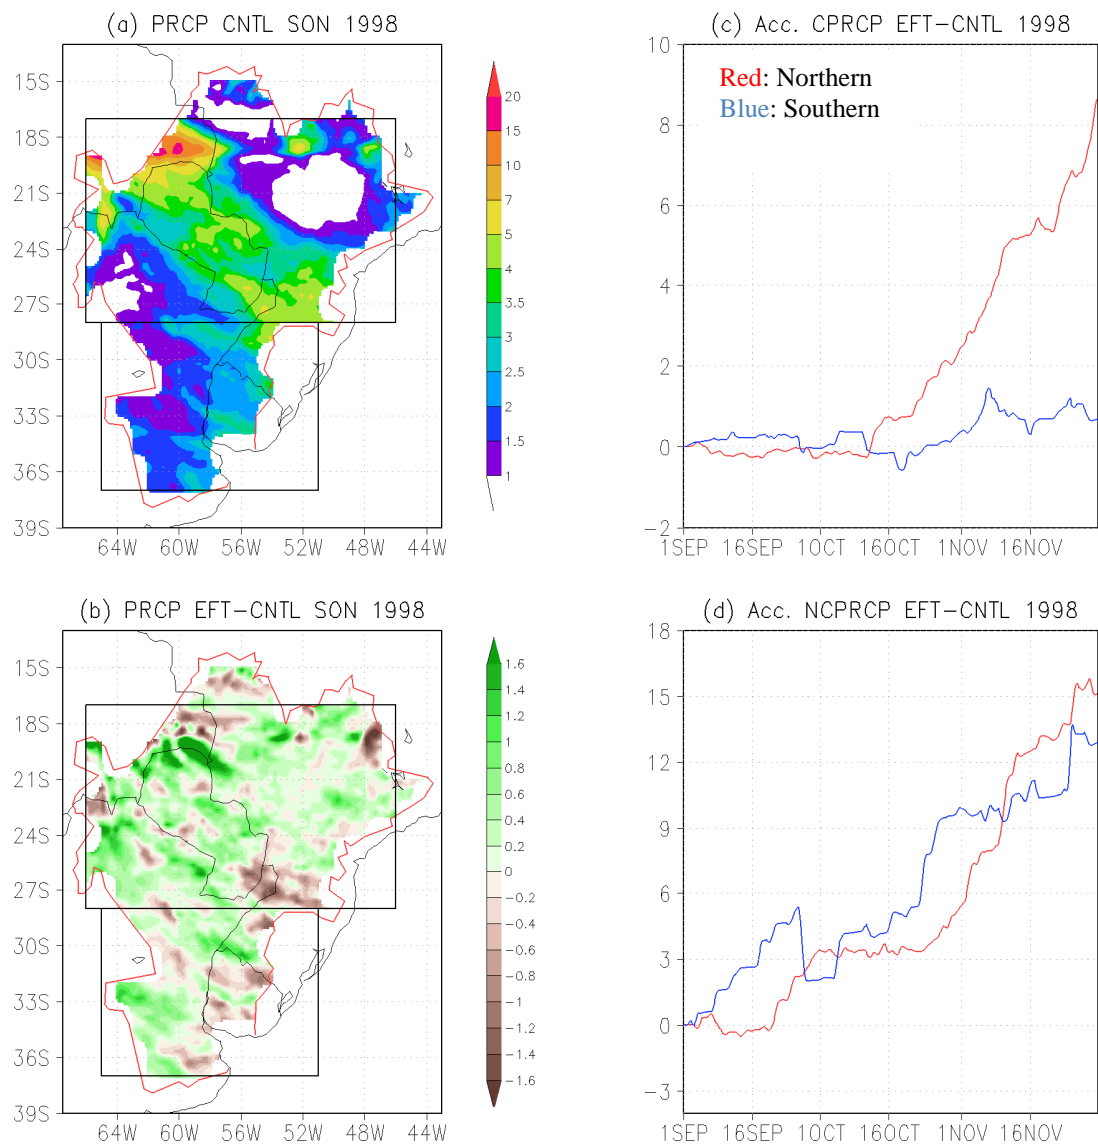 (a) PRCP CNTL SON 1998
15S
18S
21S
24S
27S
30S
33S
36S
39S
64W 60W 56W 52W 48W 44W
20
15
10
7
5
4
3.5
3
2.5
2
1.5
1
(c) Acc. CPRCP EFT-CNTL 1998
Red: Northern
Blue: Southern
10
8
6
4
2
0
-2
1SEP 16SEP 1OCT 16OCT 1NOV 16NOV
(b) PRCP EFT-CNTL SON 1998
15S
18S
21S
24S
27S
30S
33S
36S
39S
64W 60W 56W 52W 48W 44W
1.6
1.4
1.2
1
0.8
0.6
0.4
0.2
0
-0.2
-0.4
-0.6
-0.8
-1
-1.2
-1.4
-1.6
(d) Acc. NCPRCP EFT-CNTL 1998
18
15
12
9
6
3
0
-3
1SEP 16SEP 1OCT 16OCT 1NOV 16NOV